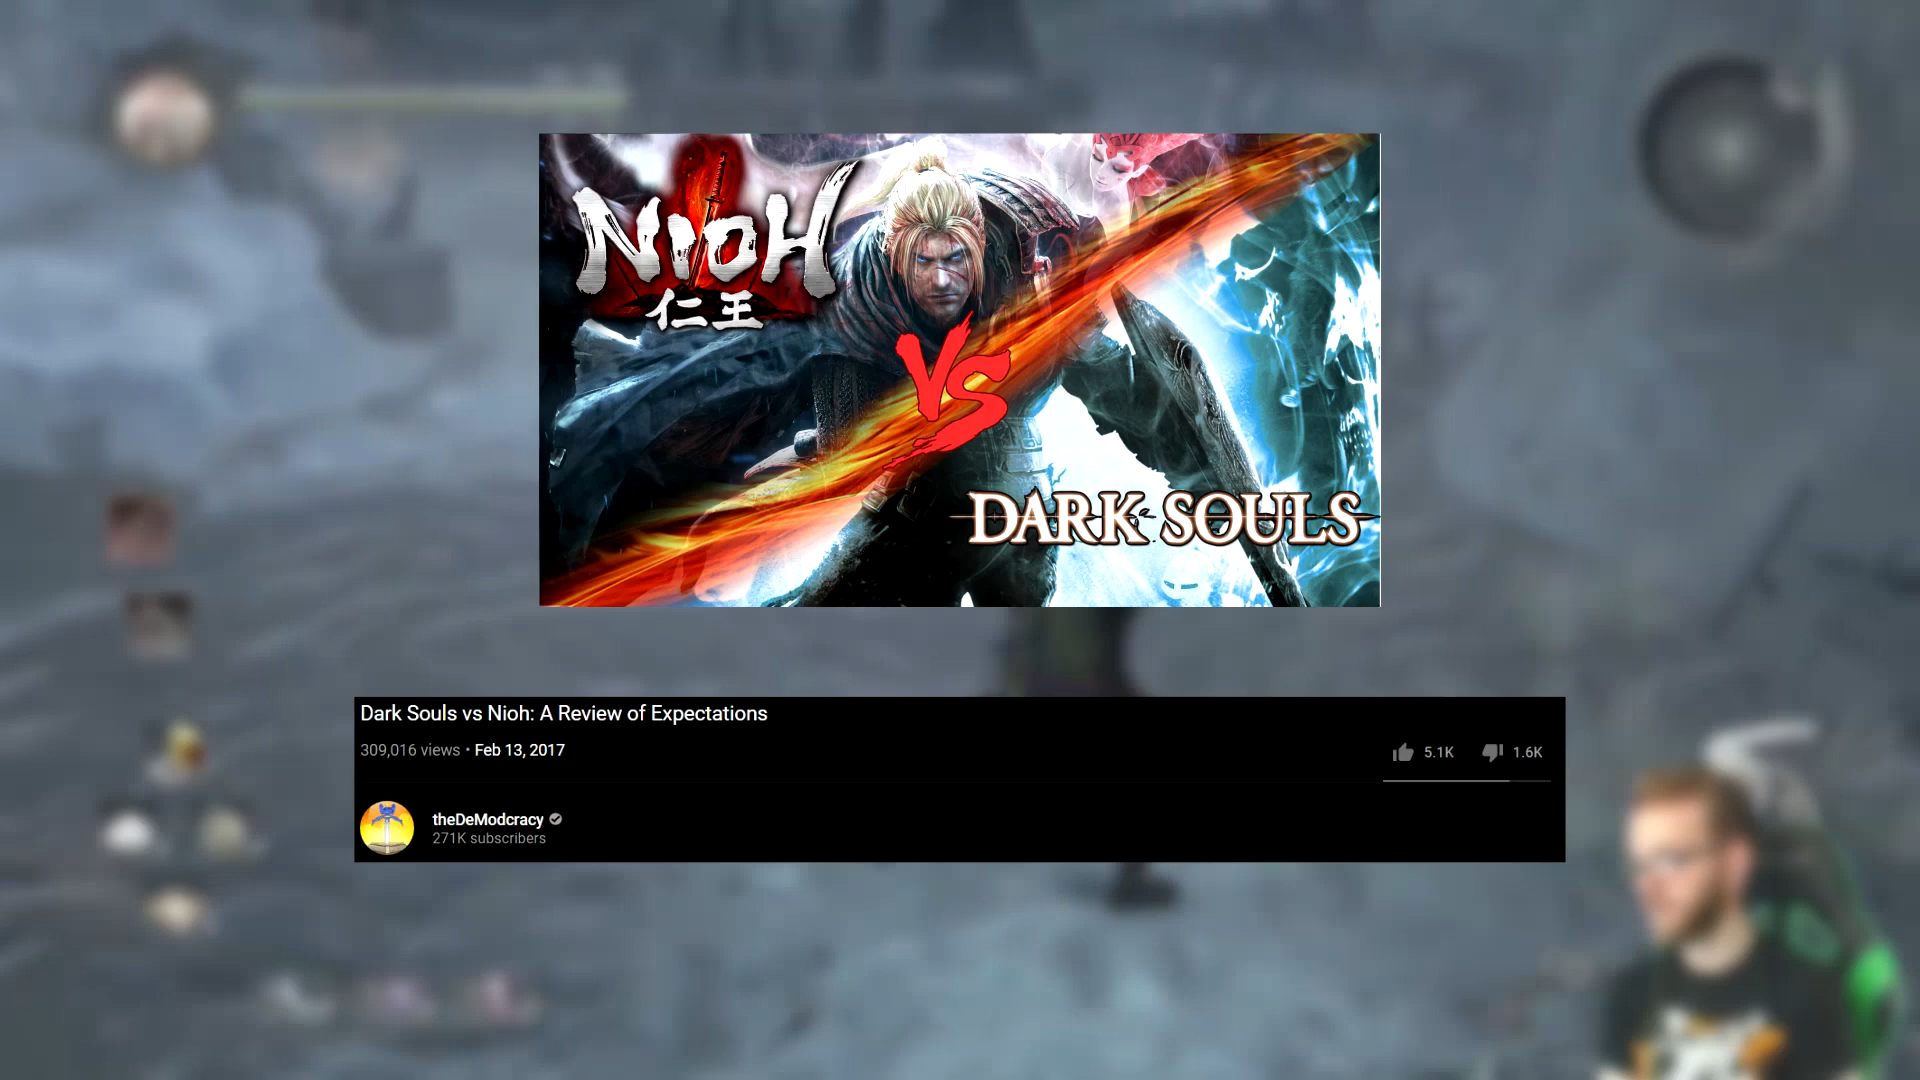 NIOH
仁王
VS
DARK SOULS
Dark Souls vs Nioh: A Review of Expectations
309,016 views • Feb 13, 2017
5.1K 1.6K
theDeModcracy
271K subscribers